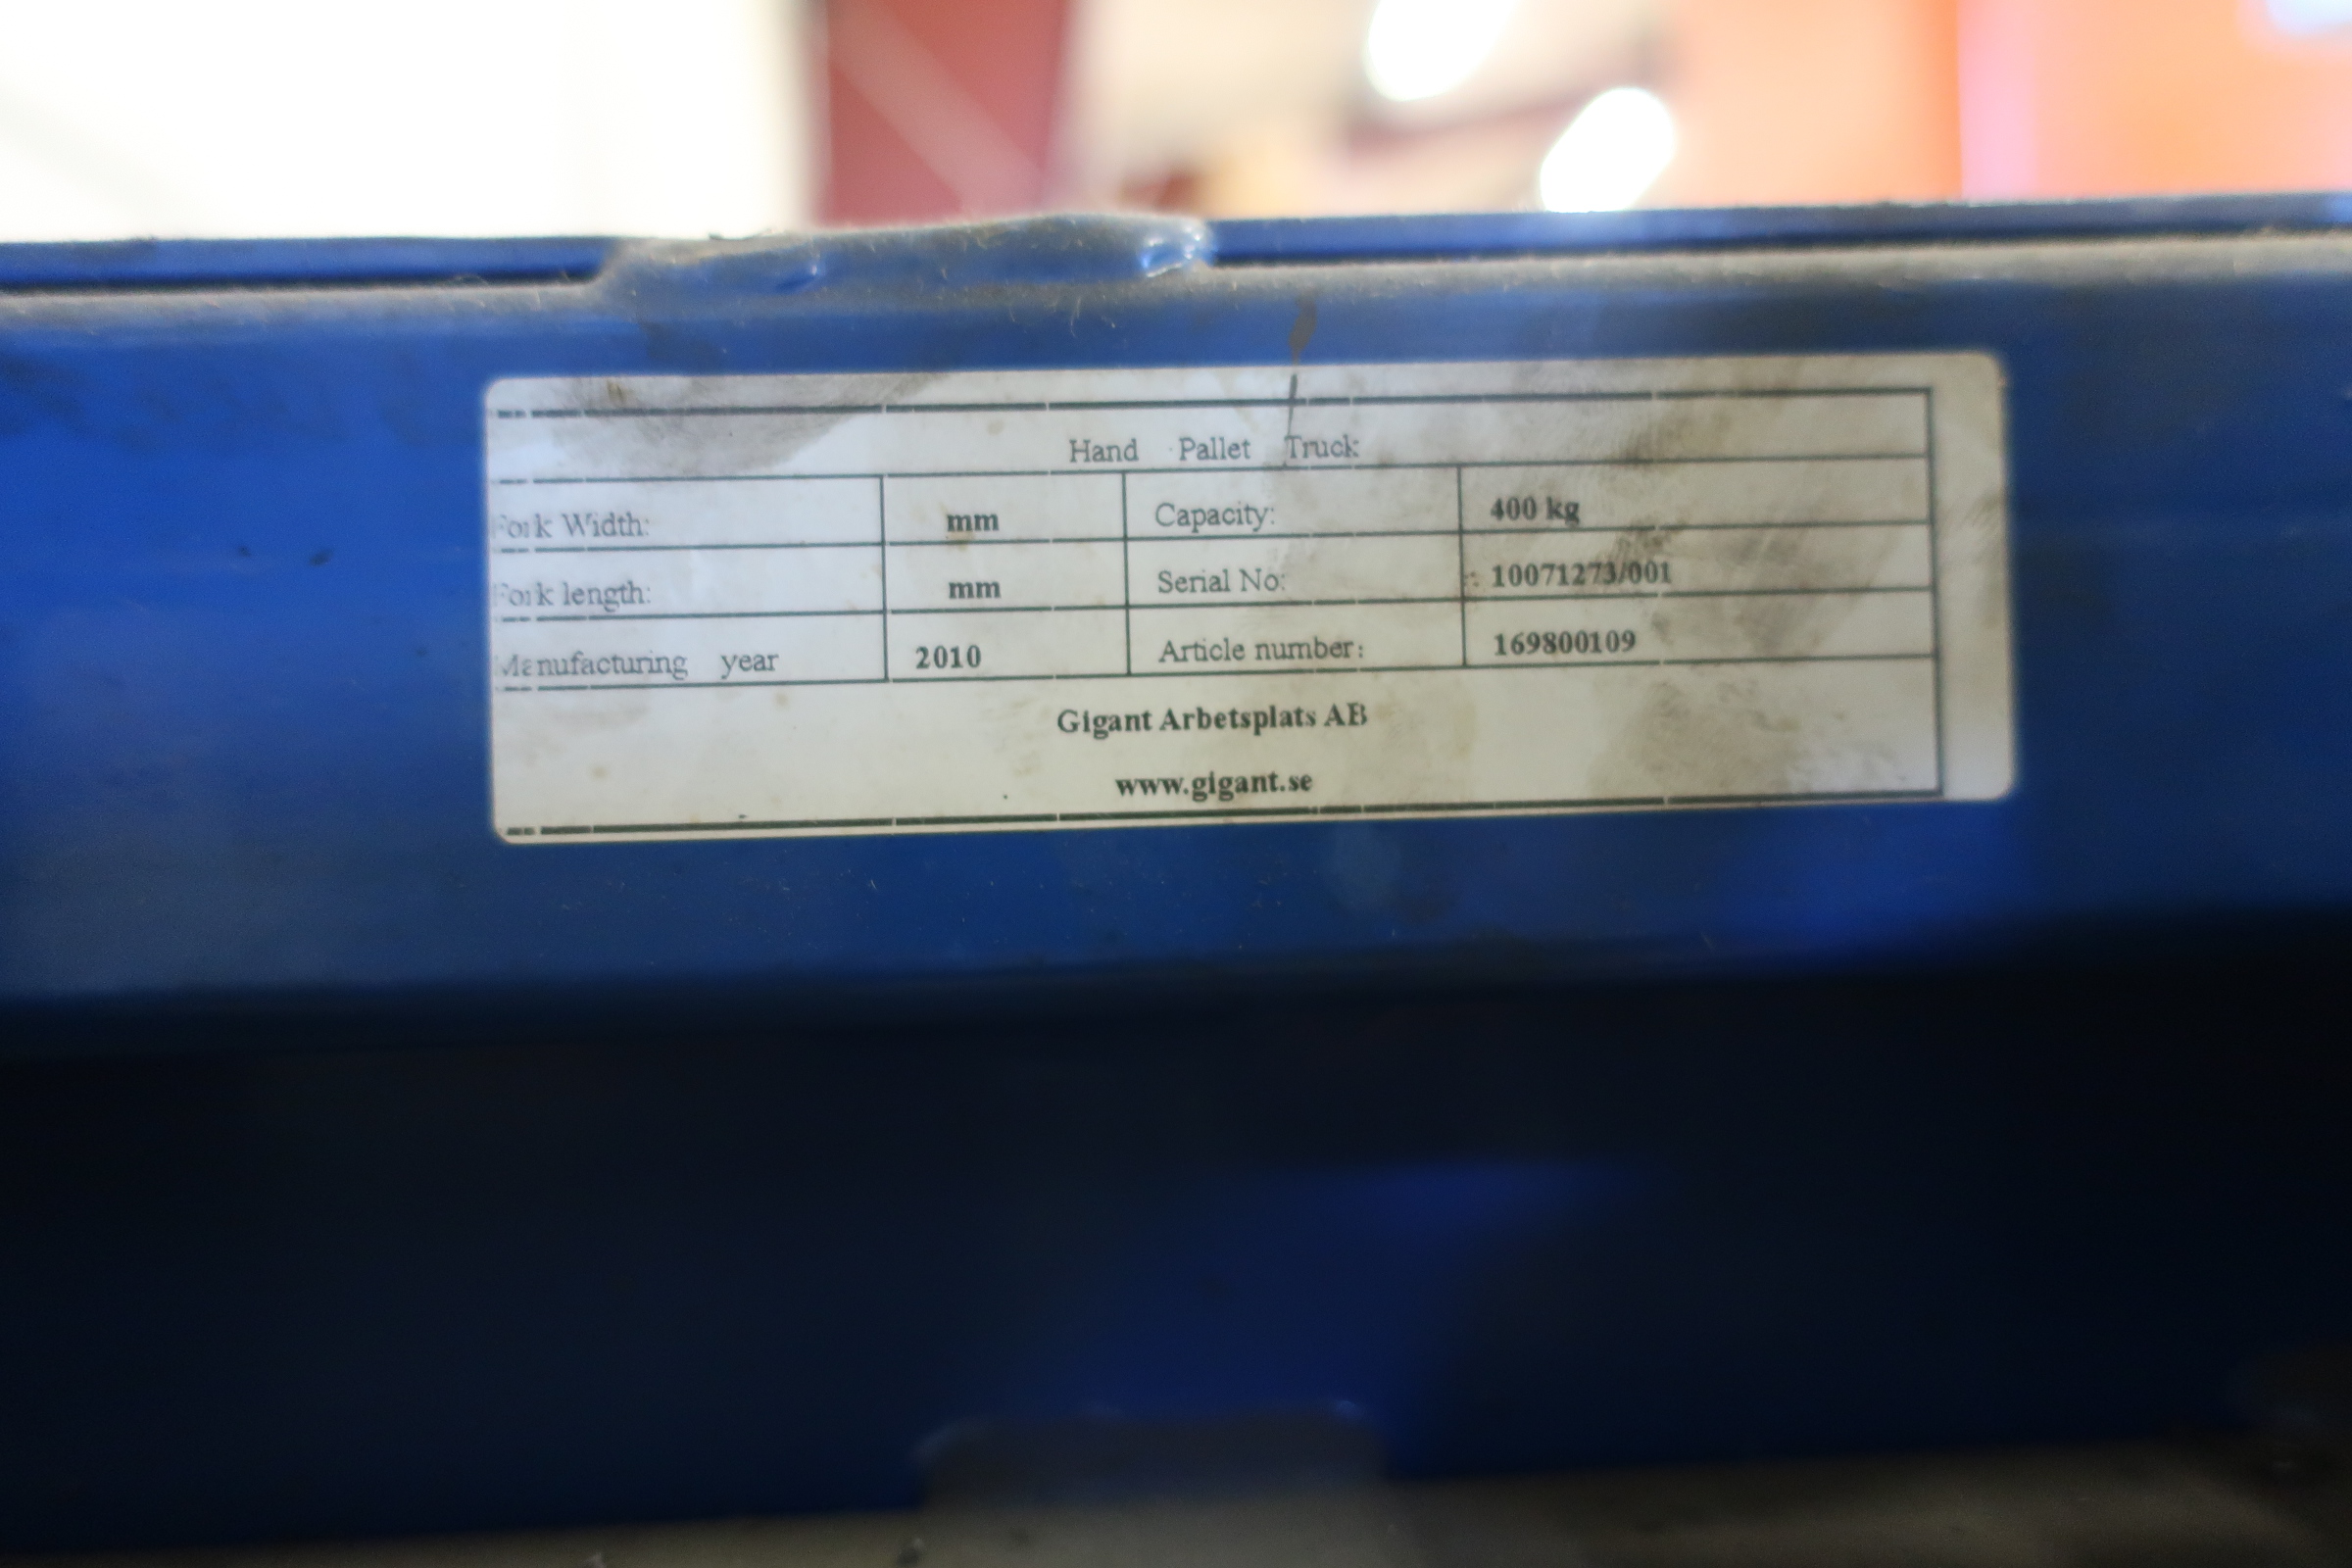 Hand Pallet Truck
Fork Width: mm Capacity: 400 kg
Fork length: mm Serial No: 10071273/001
Manufacturing year 2010 Article number: 169800109
Gigant Arbetsplats AB
www.gigant.se